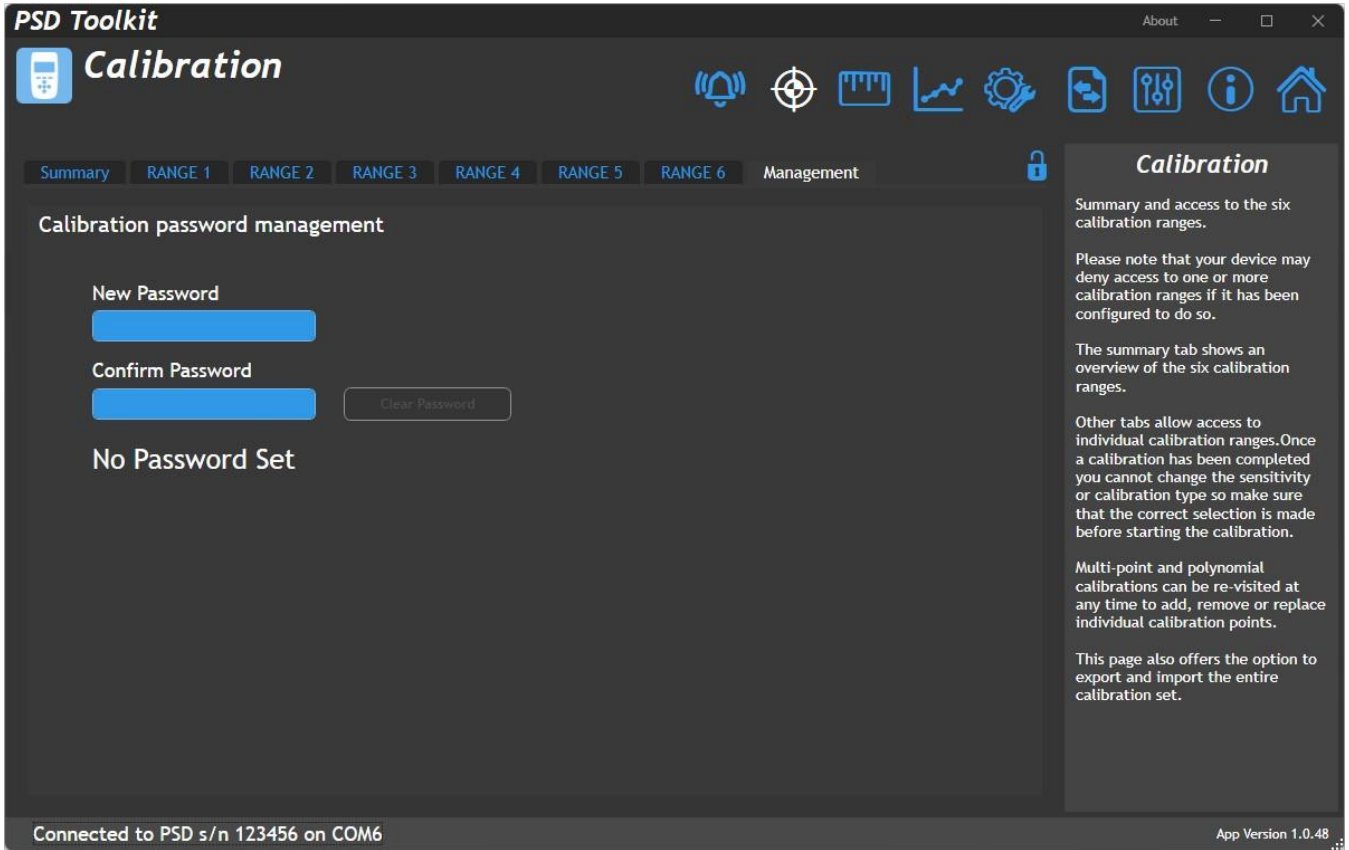 PSD Toolkit
About
Calibration
Summary RANGE 1 RANGE 2 RANGE 3 RANGE 4 RANGE 5 RANGE 6 Management
Calibration password management
New Password
Confirm Password
Clear Password
No Password Set
Calibration
Summary and access to the six
calibration ranges.
Please note that your device may
deny access to one or more
calibration ranges if it has been
configured to do so.
The summary tab shows an
overview of the six calibration
ranges.
Other tabs allow access to
individual calibration ranges.Once
a calibration has been completed
you cannot change the sensitivity
or calibration type so make sure
that the correct selection is made
before starting the calibration.
Multi-point and polynomial
calibrations can be re-visited at
any time to add, remove or replace
individual calibration points.
This page also offers the option to
export and import the entire
calibration set.
Connected to PSD s/n 123456 on COM6
App Version 1.0.48